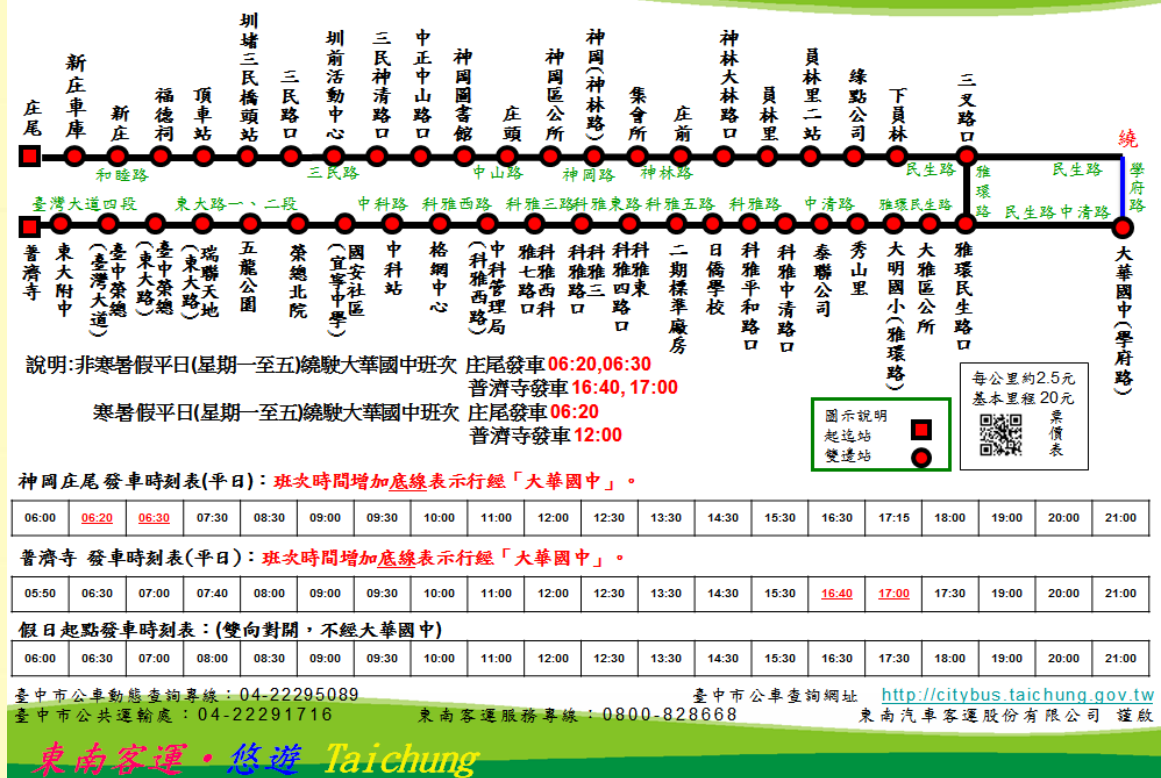 庄尾
新庄車庫
新庄
福德祠
頂車站
圳堵三民橋頭站
三民路口
圳前活動中心
三民神清路口
中正中山路口
神岡圖書館
庄頭
神岡區公所
神岡(神林路)
集會所
庄前
神林大林路口
員林里
員林里二站
緣點公司
下員林
三叉路口
繞
和睦路
三民路
中山路
神岡路
神林路
民生路
雅環路
民生路
學府路
臺灣大道四段
東大路一、二段
中科路
科雅西路
科雅三路
科雅東路
科雅五路
科雅路
中清路
雅環民生路
民生路中清路
普濟寺
東大附中
臺中榮總(臺灣大道)
臺中榮總(東大路)
瑞聯天地(東大路)
五龍公園
榮總北院
國安社區(宜寧中學)
中科站
格網中心
中科管理局(科雅西路)
科雅西科雅七路口
科雅三科雅路口
科雅東科雅四路口
二期標準廠房
日僑學校
科雅平和路口
科雅中清路口
泰聯公司
秀山里
大明國小(雅環路)
大雅區公所
雅環民生路口
大華國中(學府路)
說明:非寒暑假平日(星期一至五)繞駛大華國中班次 庄尾發車06:20,06:30
普濟寺發車16:40, 17:00
寒暑假平日(星期一至五)繞駛大華國中班次 庄尾發車06:20
普濟寺發車12:00
圖示說明
起迄站
雙邊站
每公里約2.5元
基本里程20元
票價表
神岡庄尾發車時刻表(平日)：班次時間增加底線表示行經「大華國中」。
06:00 06:20 06:30 07:30 08:30 09:00 09:30 10:00 11:00 12:00 12:30 13:30 14:30 15:30 16:30 17:15 18:00 19:00 20:00 21:00
普濟寺 發車時刻表(平日)：班次時間增加底線表示行經「大華國中」。
05:50 06:30 07:00 07:40 08:00 09:00 09:30 10:00 11:00 12:00 12:30 13:30 14:30 15:30 16:40 17:00 17:30 19:00 20:00 21:00
假日起點發車時刻表：(雙向對開，不經大華國中)
06:00 06:30 07:00 08:00 08:30 09:00 09:30 10:00 11:00 12:00 12:30 13:30 14:30 15:30 16:30 17:30 18:00 19:00 20:00 21:00
臺中市公車動態查詢專線：04-22295089 臺中市公車查詢網址 http://citybus.taichung.gov.tw
臺中市公共運輸處：04-22291716 東南客運服務專線：0800-828668 東南汽車客運股份有限公司 謹啟
東南客運・悠遊 Taichung